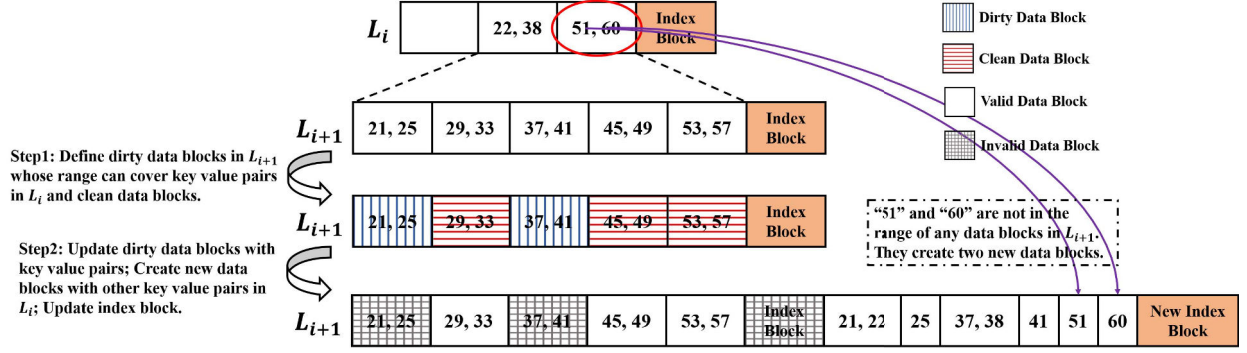 L_i 22, 38 51, 60 Index Block
Dirty Data Block
Clean Data Block
Valid Data Block
Invalid Data Block
L_{i+1} 21, 25 29, 33 37, 41 45, 49 53, 57 Index Block
Step1: Define dirty data blocks in L_{i+1}
whose range can cover key value pairs
in L_i and clean data blocks.
L_{i+1} 21, 25 29, 33 37, 41 45, 49 53, 57 Index Block
"51" and "60" are not in the
range of any data blocks in L_{i+1}.
They create two new data blocks.
Step2: Update dirty data blocks with
key value pairs; Create new data
blocks with other key value pairs in
L_i; Update index block.
L_{i+1} 21, 25 29, 33 37, 41 45, 49 53, 57 Index Block 21, 22 25 37, 38 41 51 60 New Index Block